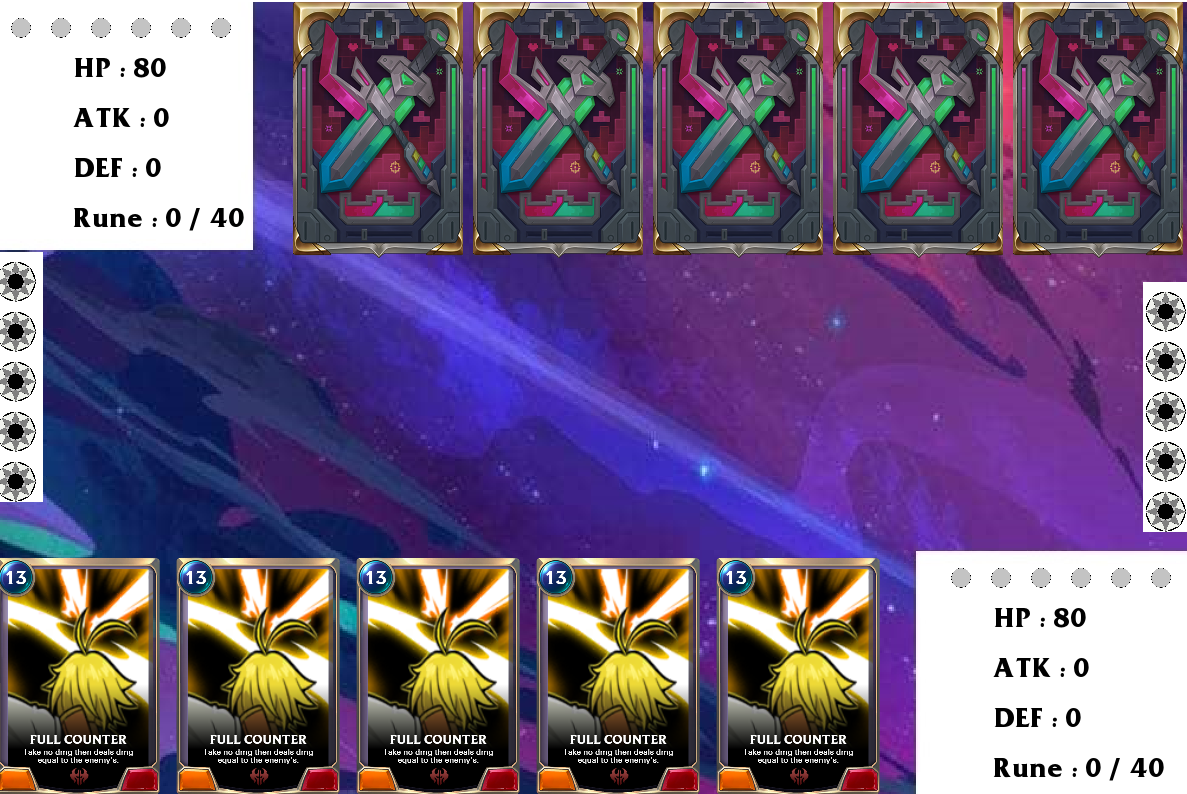 HP : 80
ATK : 0
DEF : 0
Rune : 0 / 40
13
FULL COUNTER
Take no dmg then deals dmg
equal to the enemy's.
13
FULL COUNTER
Take no dmg then deals dmg
equal to the enemy's.
13
FULL COUNTER
Take no dmg then deals dmg
equal to the enemy's.
13
FULL COUNTER
Take no dmg then deals dmg
equal to the enemy's.
13
FULL COUNTER
Take no dmg then deals dmg
equal to the enemy's.
HP : 80
ATK : 0
DEF : 0
Rune : 0 / 40